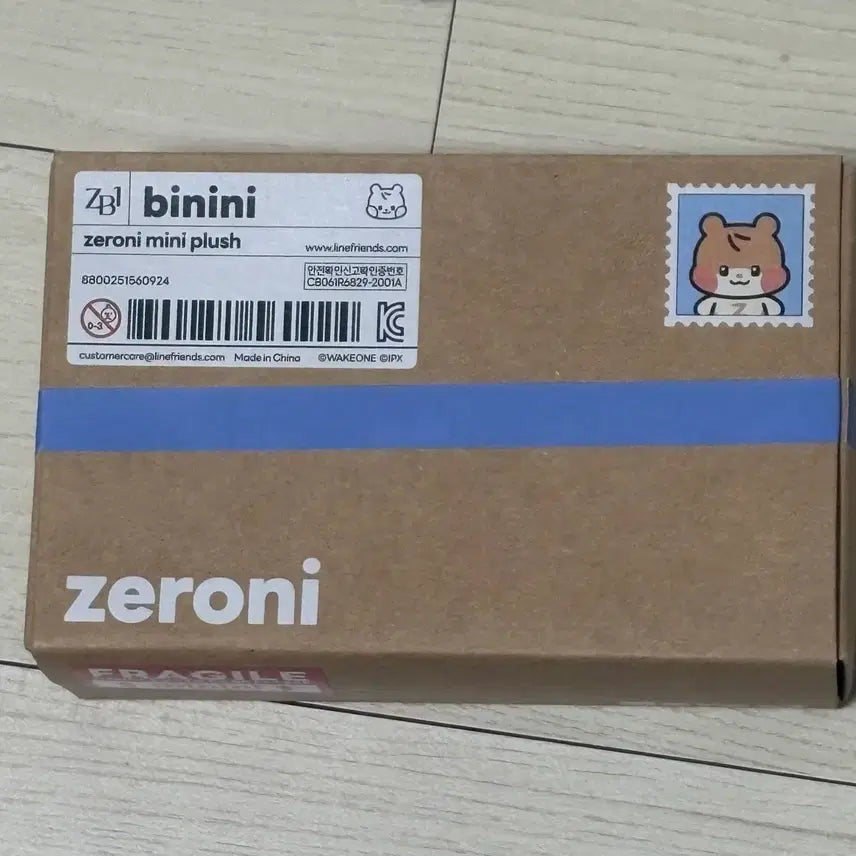 ZB1 binini
zeroni mini plush
www.linefriends.com
8800251560924
안전확인신고확인증번호
CB061R6829-2001A
0-3
customercare@linefriends.com Made in China ©WAKEONE ©IPX
Z
zeroni
FRAGILE